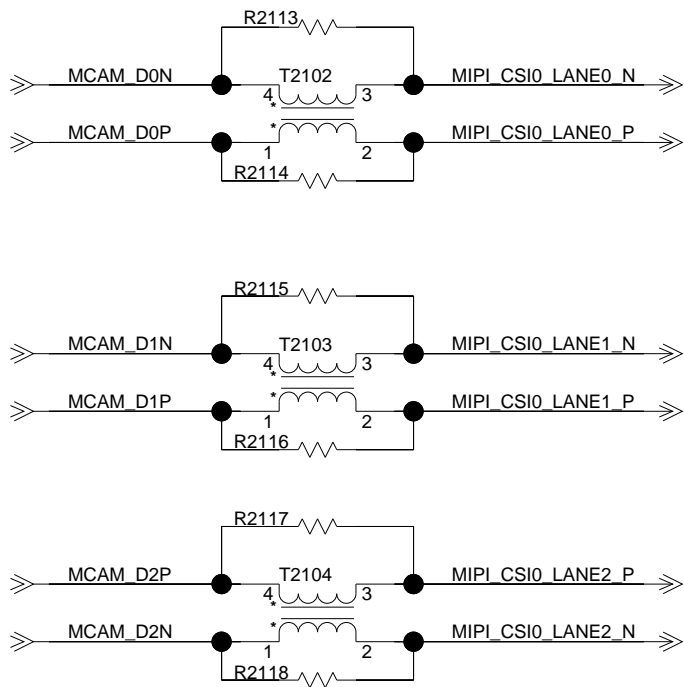 R2113
MCAM_D0N T2102 MIPI_CSI0_LANE0_N
4 3
*
*
MCAM_D0P MIPI_CSI0_LANE0_P
1 2
R2114
R2115
MCAM_D1N T2103 MIPI_CSI0_LANE1_N
4 3
*
*
MCAM_D1P MIPI_CSI0_LANE1_P
1 2
R2116
R2117
MCAM_D2P T2104 MIPI_CSI0_LANE2_P
4 3
*
*
MCAM_D2N MIPI_CSI0_LANE2_N
1 2
R2118